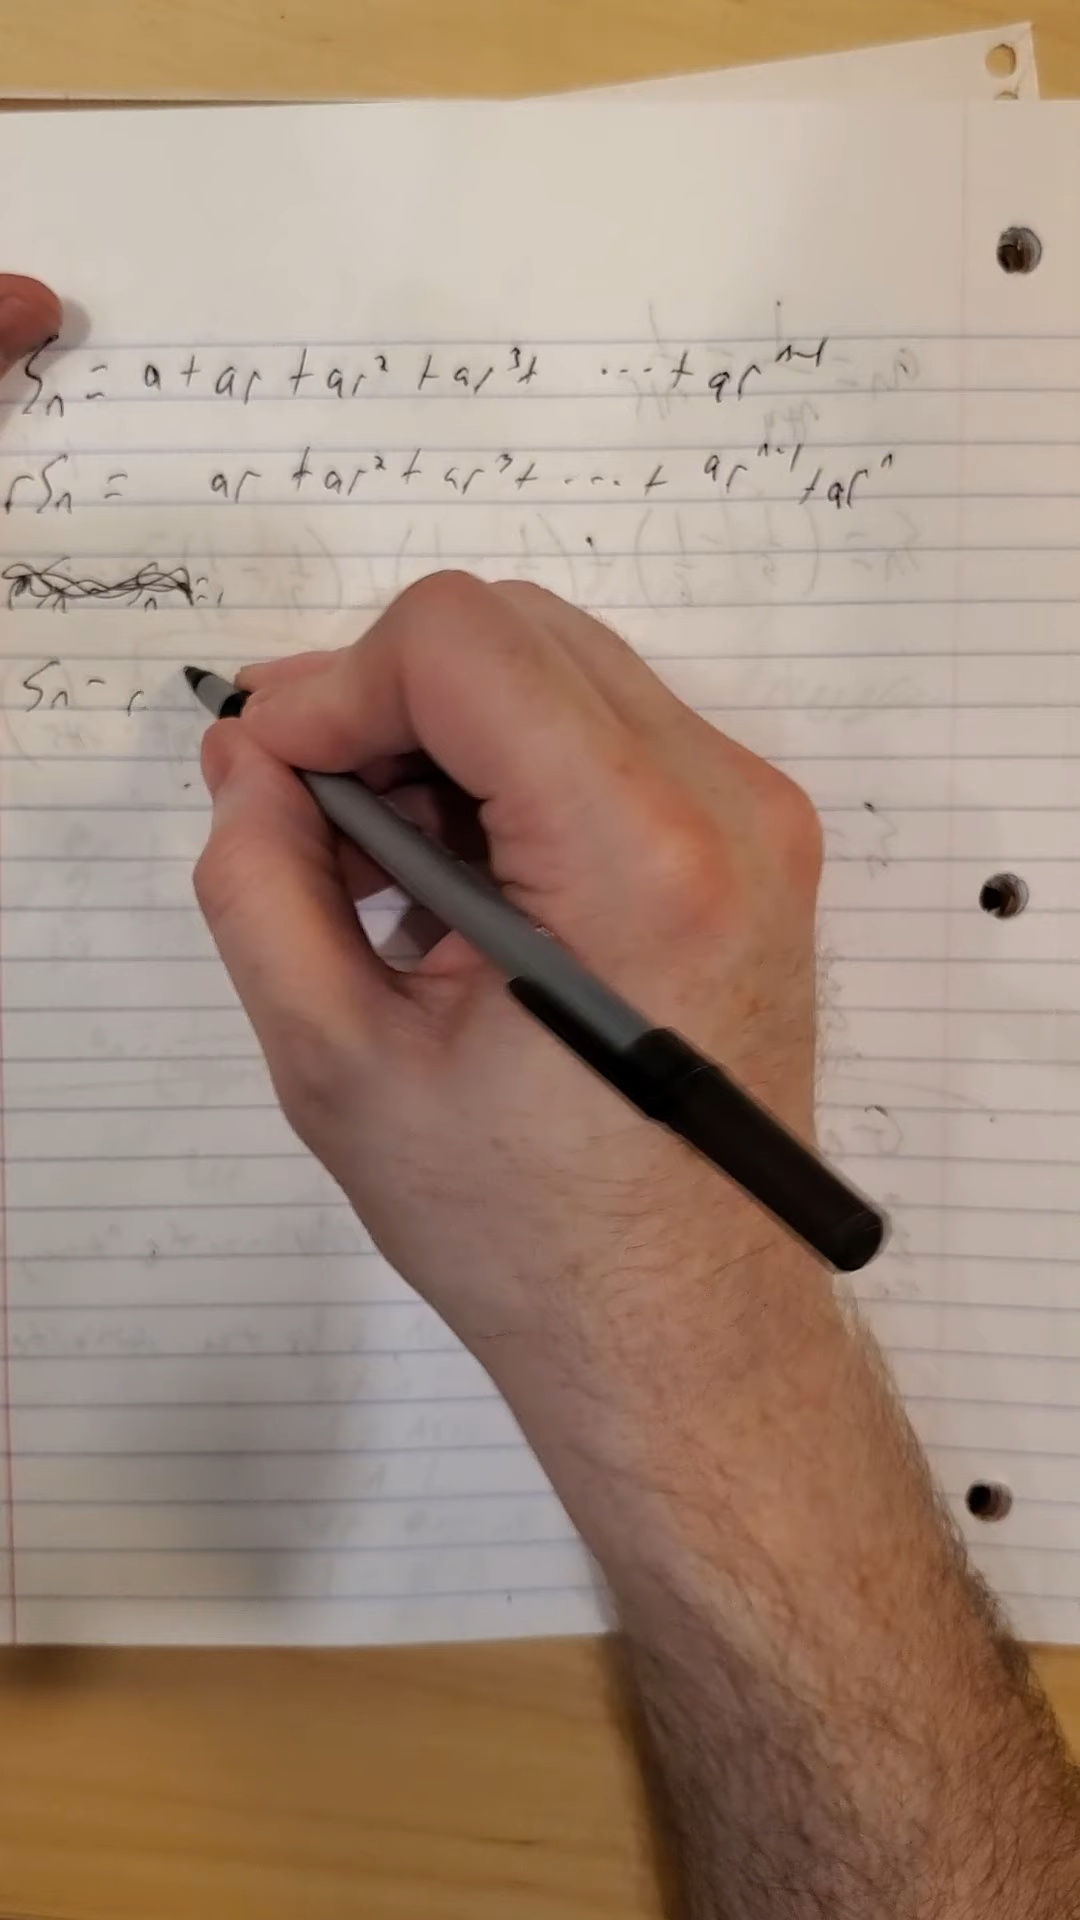 Sₙ = a + ar + ar² + ar³ + ... + arⁿ⁻¹
rSₙ = ar + ar² + ar³ + ... + arⁿ⁻¹ + arⁿ
Sₙ - r